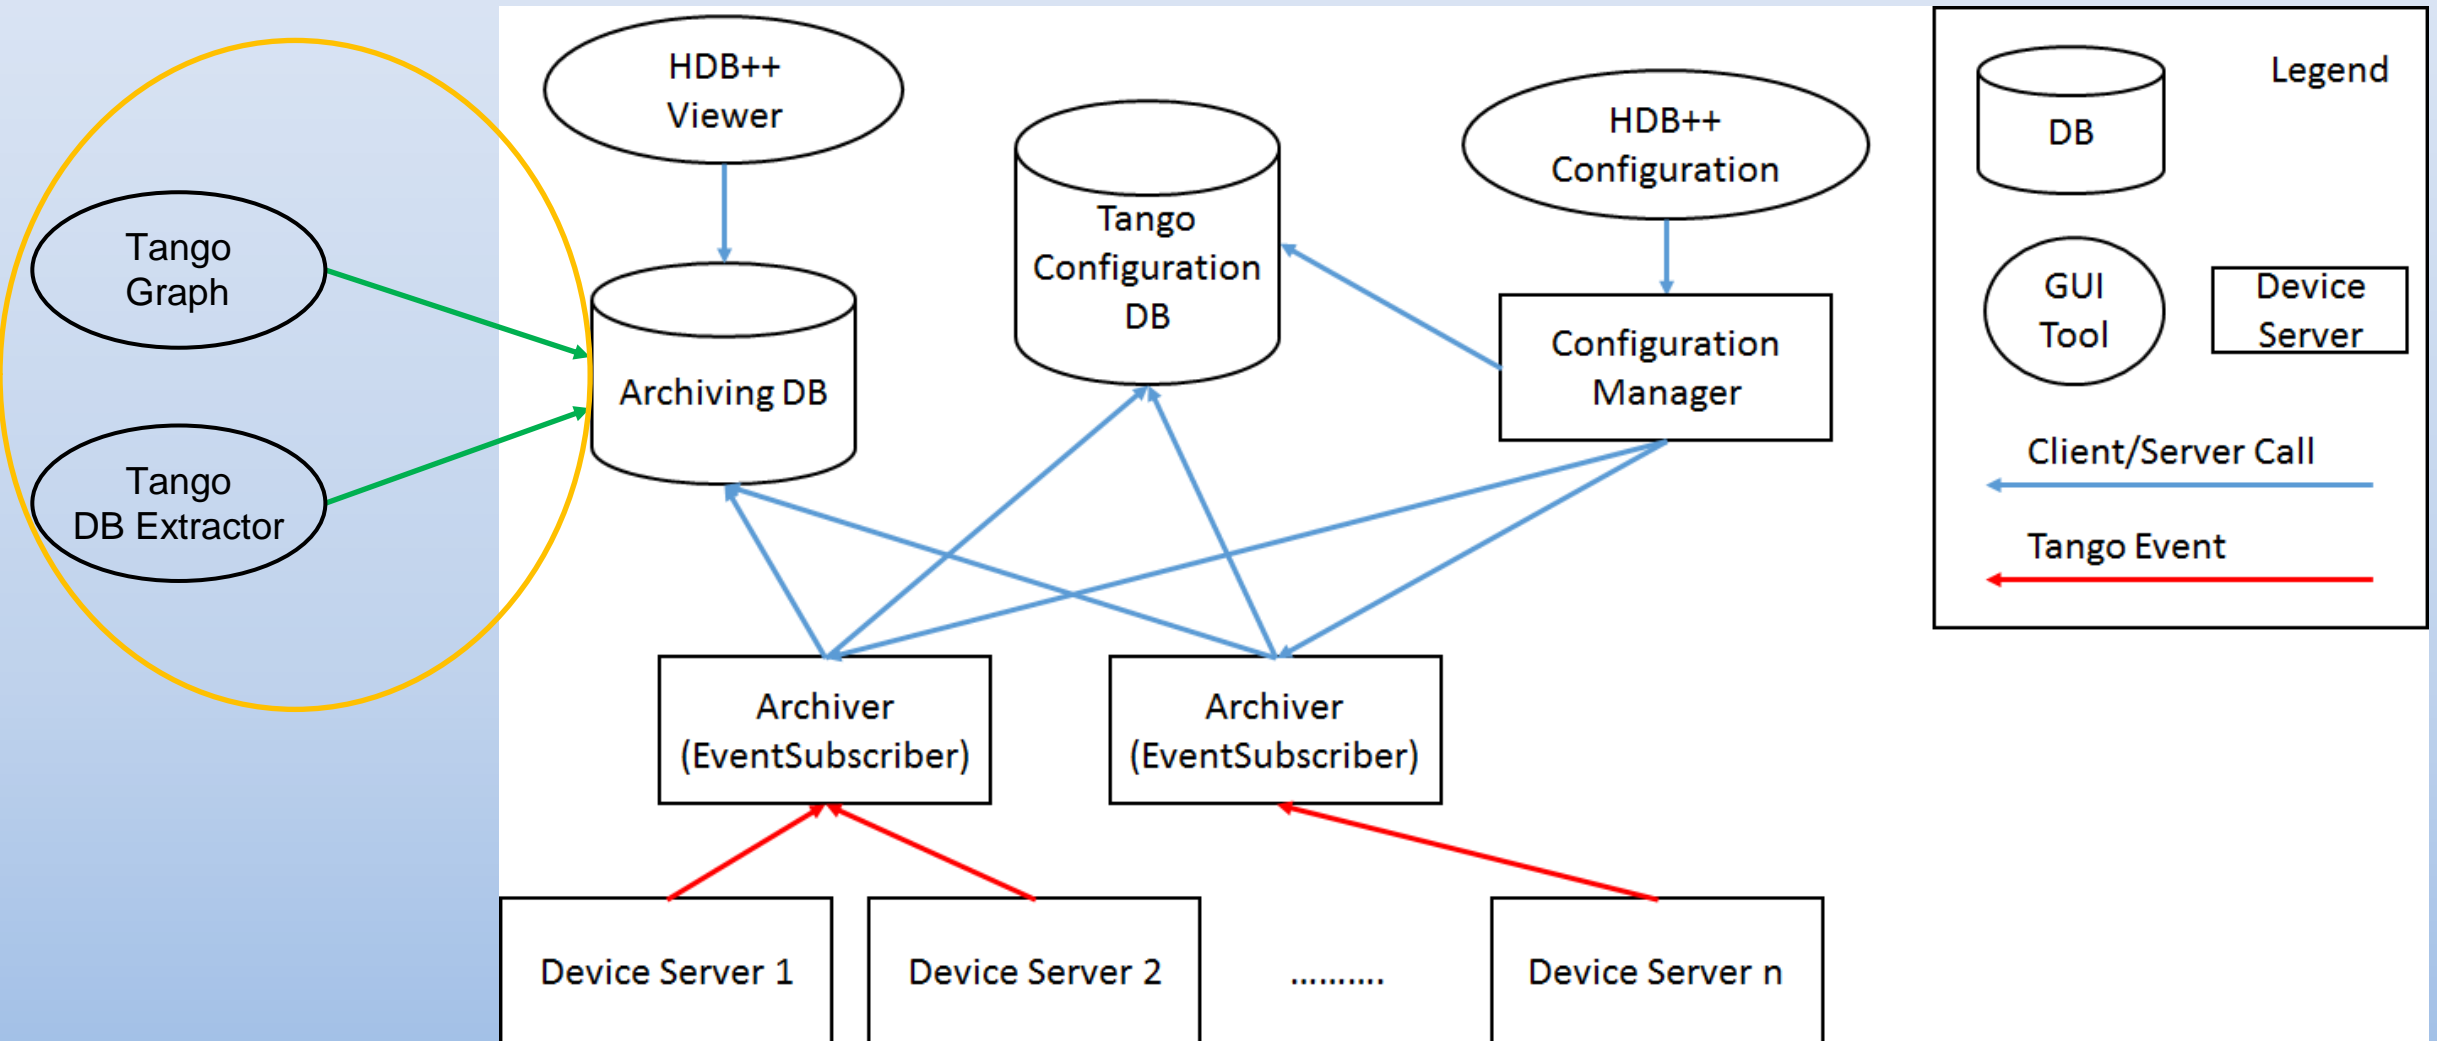 HDB++
Viewer
Tango
Configuration
DB
HDB++
Configuration
Legend
DB
GUI
Tool
Device
Server
Client/Server Call
Tango Event
Tango
Graph
Tango
DB Extractor
Archiving DB
Configuration
Manager
Archiver
(EventSubscriber)
Archiver
(EventSubscriber)
Device Server 1
Device Server 2
..........
Device Server n